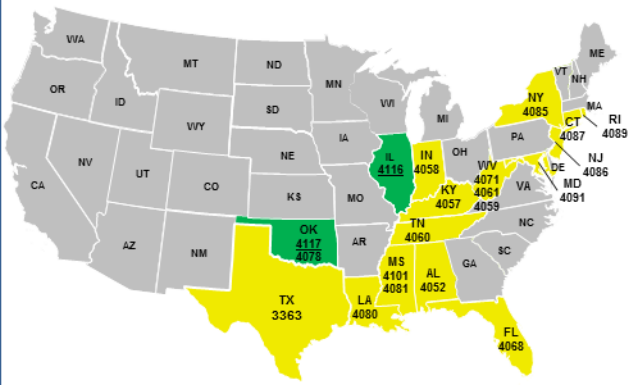 WA
MT
ND
MN
ME
VT
NH
OR
ID
SD
WI
MI
NY
4085
MA
RI
4089
CT
4087
WY
IA
NE
IL
4116
IN
4058
OH
PA
NJ
4086
NV
UT
CO
KS
MO
KY
4057
WV
4071
4061
4059
DE
MD
4091
VA
CA
AZ
NM
OK
4117
4078
AR
TN
4060
NC
SC
TX
3363
LA
4080
MS
4101
4081
AL
4052
GA
FL
4068